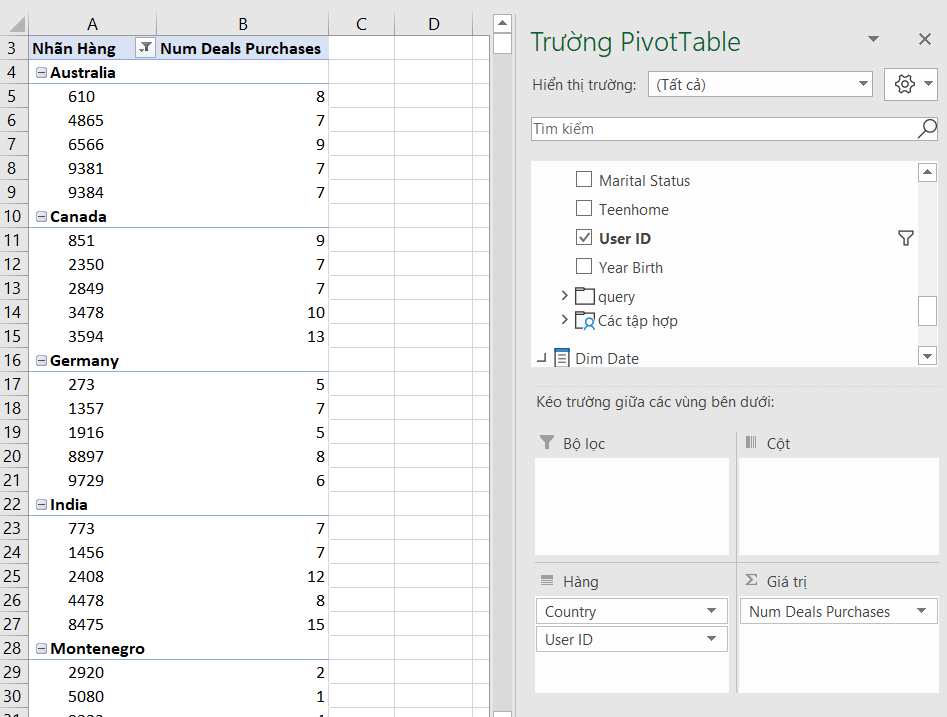 A B C D
3 Nhãn Hàng Num Deals Purchases
4 Australia
5 610 8
6 4865 7
7 6566 9
8 9381 7
9 9384 7
10 Canada
11 851 9
12 2350 7
13 2849 7
14 3478 10
15 3594 13
16 Germany
17 273 5
18 1357 7
19 1916 5
20 8897 8
21 9729 6
22 India
23 773 7
24 1456 7
25 2408 12
26 4478 8
27 8475 15
28 Montenegro
29 2920 2
30 5080 1
Trường PivotTable
Hiển thị trường: (Tất cả)
Tìm kiếm
Marital Status
Teenhome
User ID
Year Birth
query
Các tập hợp
Dim Date
Kéo trường giữa các vùng bên dưới:
Bộ lọc
Cột
Hàng
Country
User ID
Σ Giá trị
Num Deals Purchases